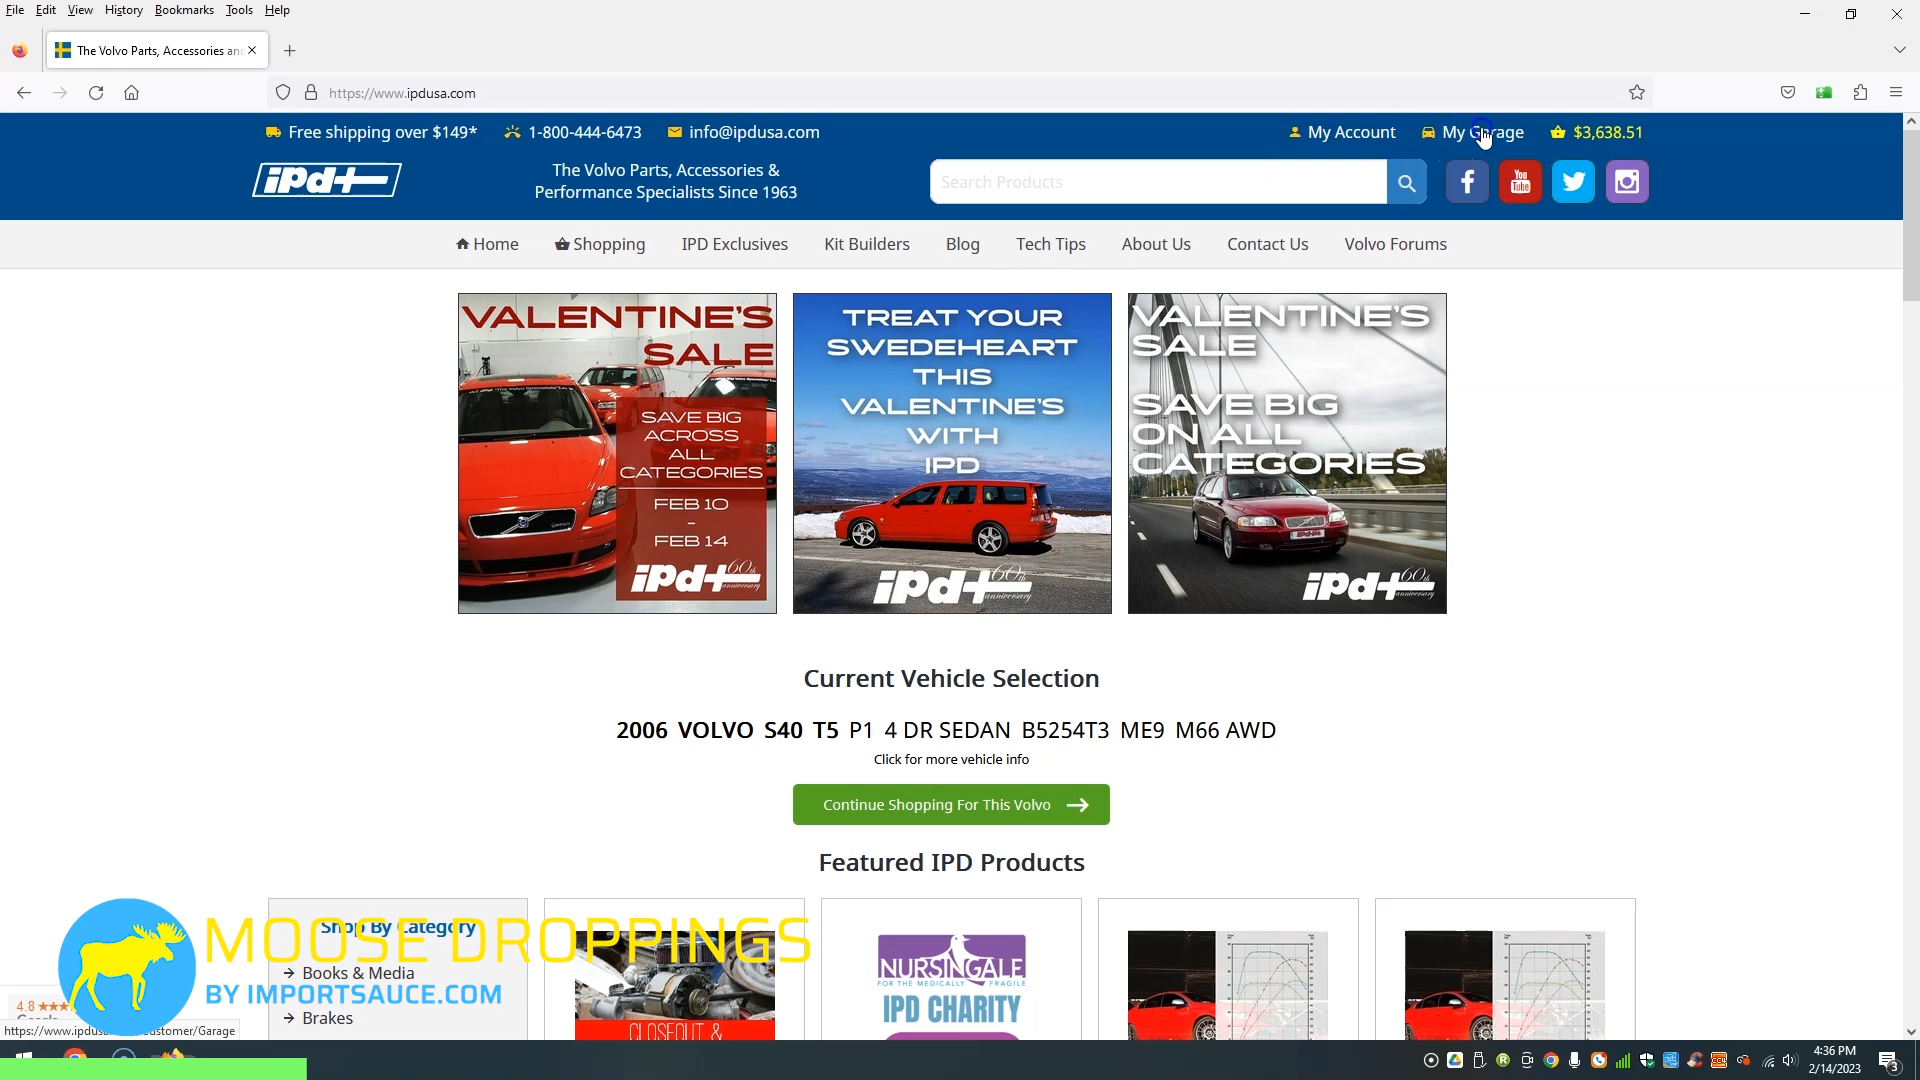 File Edit View History Bookmarks Tools Help
The Volvo Parts, Accessories an
https://www.ipdusa.com
Free shipping over $149* 1-800-444-6473 info@ipdusa.com My Account My Garage $3,638.51
ipd
The Volvo Parts, Accessories &
Performance Specialists Since 1963
Search Products
You
Tube
Home Shopping IPD Exclusives Kit Builders Blog Tech Tips About Us Contact Us Volvo Forums
VALENTINE'S
SALE
SAVE BIG
ACROSS
ALL
CATEGORIES
FEB 10
-
FEB 14
ipd 60th
anniversary
TREAT YOUR
SWEDEHEART
THIS
VALENTINE'S
WITH
IPD
ipd 60th
anniversary
VALENTINE'S
SALE
SAVE BIG
ON ALL
CATEGORIES
ipd 60th
anniversary
Current Vehicle Selection
2006 VOLVO S40 T5 P1 4 DR SEDAN B5254T3 ME9 M66 AWD
Click for more vehicle info
Continue Shopping For This Volvo
Featured IPD Products
Shop By Category
Books & Media
Brakes
MOOSE DROPPINGS
BY IMPORTSAUCE.COM
4.8
CLOSEOUT &
NURSINGALE
FOR THE MEDICALLY FRAGILE
IPD CHARITY
4:36 PM
2/14/2023
3